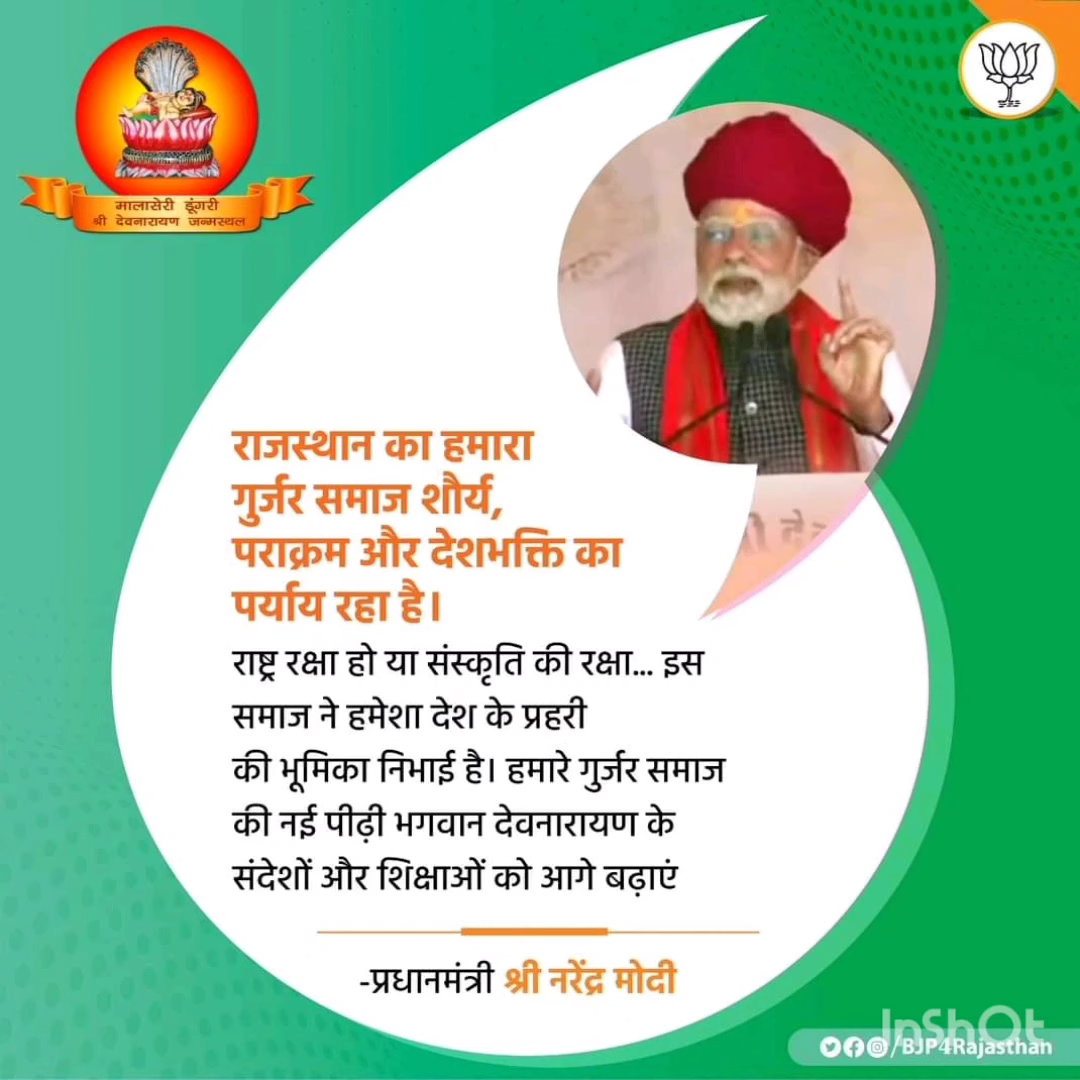 मालासेरी डूंगरी
श्री देवनारायण जन्मस्थल
राजस्थान का हमारा
गुर्जर समाज शौर्य,
पराक्रम और देशभक्ति का
पर्याय रहा है।
राष्ट्र रक्षा हो या संस्कृति की रक्षा... इस
समाज ने हमेशा देश के प्रहरी
की भूमिका निभाई है। हमारे गुर्जर समाज
की नई पीढ़ी भगवान देवनारायण के
संदेशों और शिक्षाओं को आगे बढ़ाएं
-प्रधानमंत्री श्री नरेंद्र मोदी
InShOt
/BJP4Rajasthan